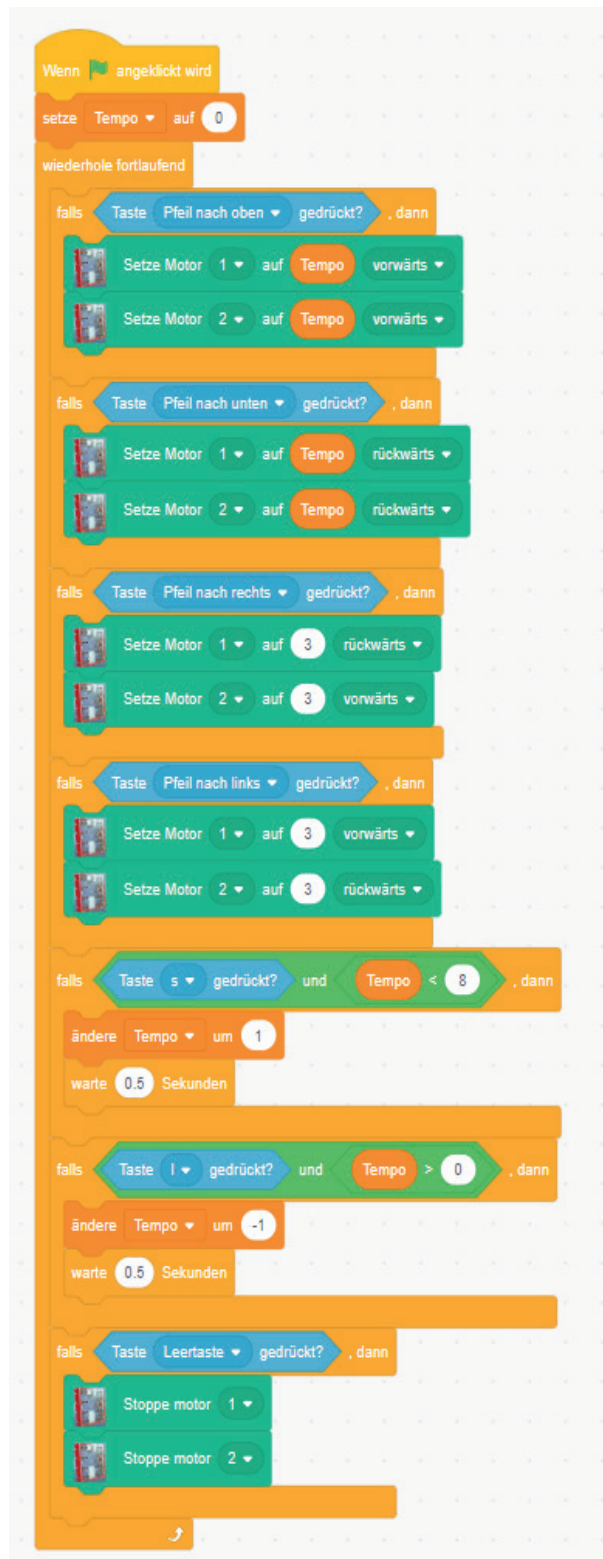 Wenn angeklickt wird
setze Tempo auf 0
wiederhole fortlaufend
falls Taste Pfeil nach oben gedrückt? , dann
Setze Motor 1 auf Tempo vorwärts
Setze Motor 2 auf Tempo vorwärts
falls Taste Pfeil nach unten gedrückt? , dann
Setze Motor 1 auf Tempo rückwärts
Setze Motor 2 auf Tempo rückwärts
falls Taste Pfeil nach rechts gedrückt? , dann
Setze Motor 1 auf 3 rückwärts
Setze Motor 2 auf 3 vorwärts
falls Taste Pfeil nach links gedrückt? , dann
Setze Motor 1 auf 3 vorwärts
Setze Motor 2 auf 3 rückwärts
falls Taste s gedrückt? und Tempo < 8 , dann
ändere Tempo um 1
warte 0.5 Sekunden
falls Taste l gedrückt? und Tempo > 0 , dann
ändere Tempo um -1
warte 0.5 Sekunden
falls Taste Leertaste gedrückt? , dann
Stoppe motor 1
Stoppe motor 2